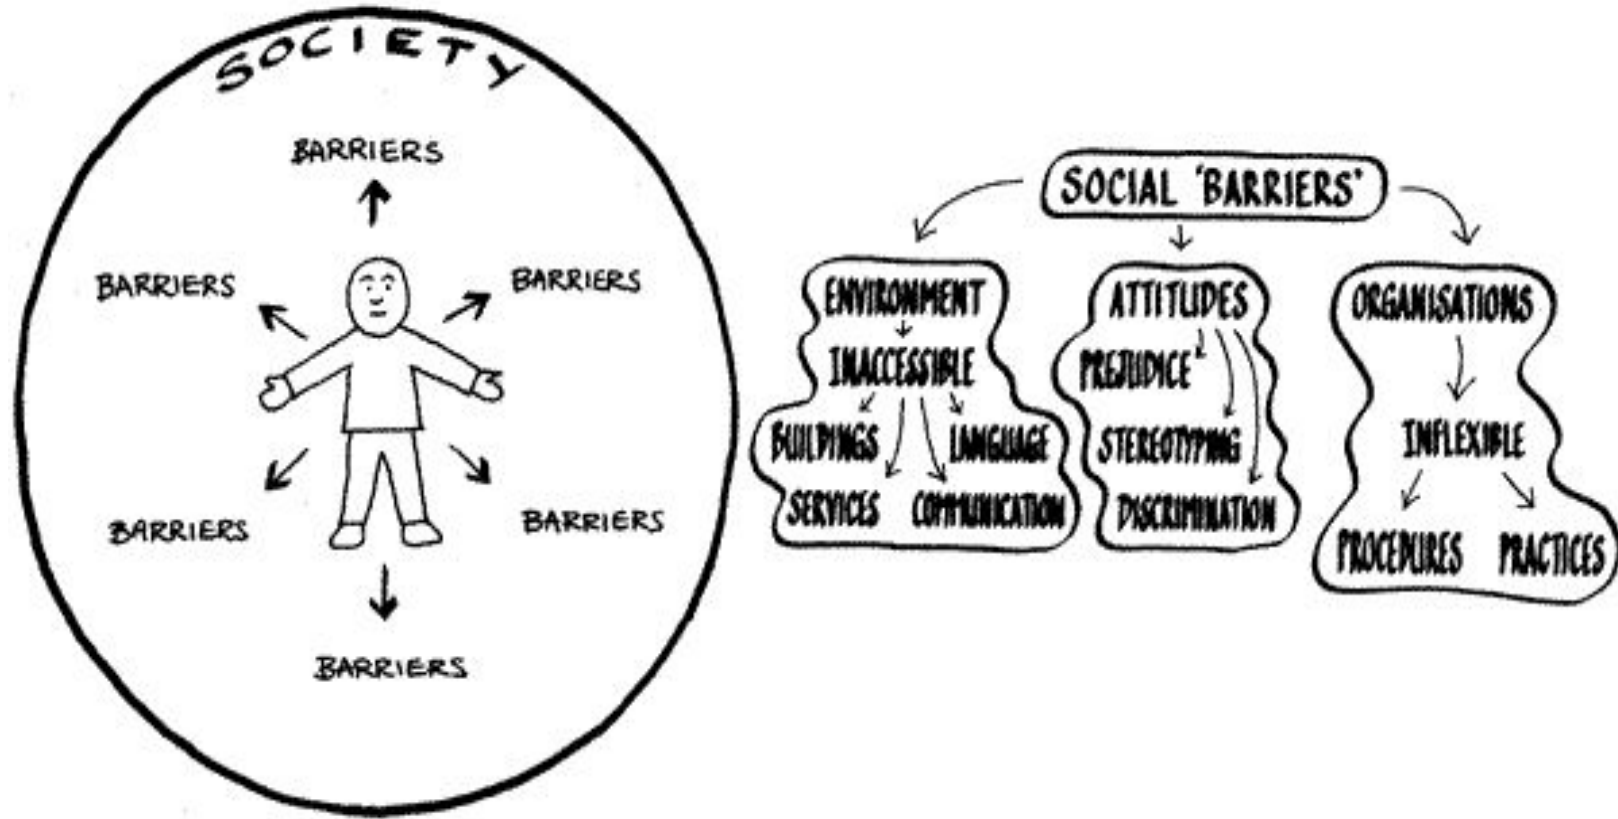 SOCIETY
BARRIERS
BARRIERS
BARRIERS
BARRIERS
BARRIERS
BARRIERS
SOCIAL 'BARRIERS'
ENVIRONMENT
INACCESSIBLE
BUILDINGS LANGUAGE
SERVICES COMMUNICATION
ATTITUDES
PREJUDICE
STEREOTYPING
DISCRIMINATION
ORGANISATIONS
INFLEXIBLE
PROCEDURES PRACTICES